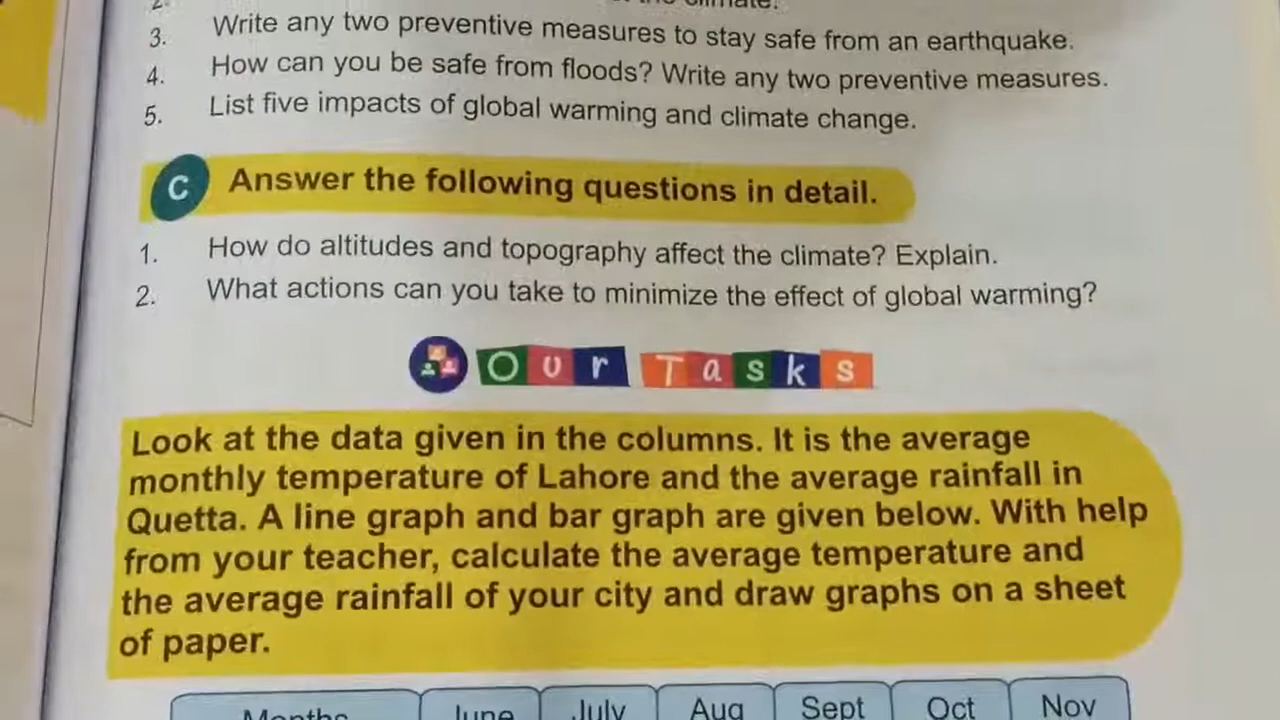 climate.
3. Write any two preventive measures to stay safe from an earthquake.
4. How can you be safe from floods? Write any two preventive measures.
5. List five impacts of global warming and climate change.
C Answer the following questions in detail.
1. How do altitudes and topography affect the climate? Explain.
2. What actions can you take to minimize the effect of global warming?
Our Tasks
Look at the data given in the columns. It is the average
monthly temperature of Lahore and the average rainfall in
Quetta. A line graph and bar graph are given below. With help
from your teacher, calculate the average temperature and
the average rainfall of your city and draw graphs on a sheet
of paper.
Months June July Aug Sept Oct Nov